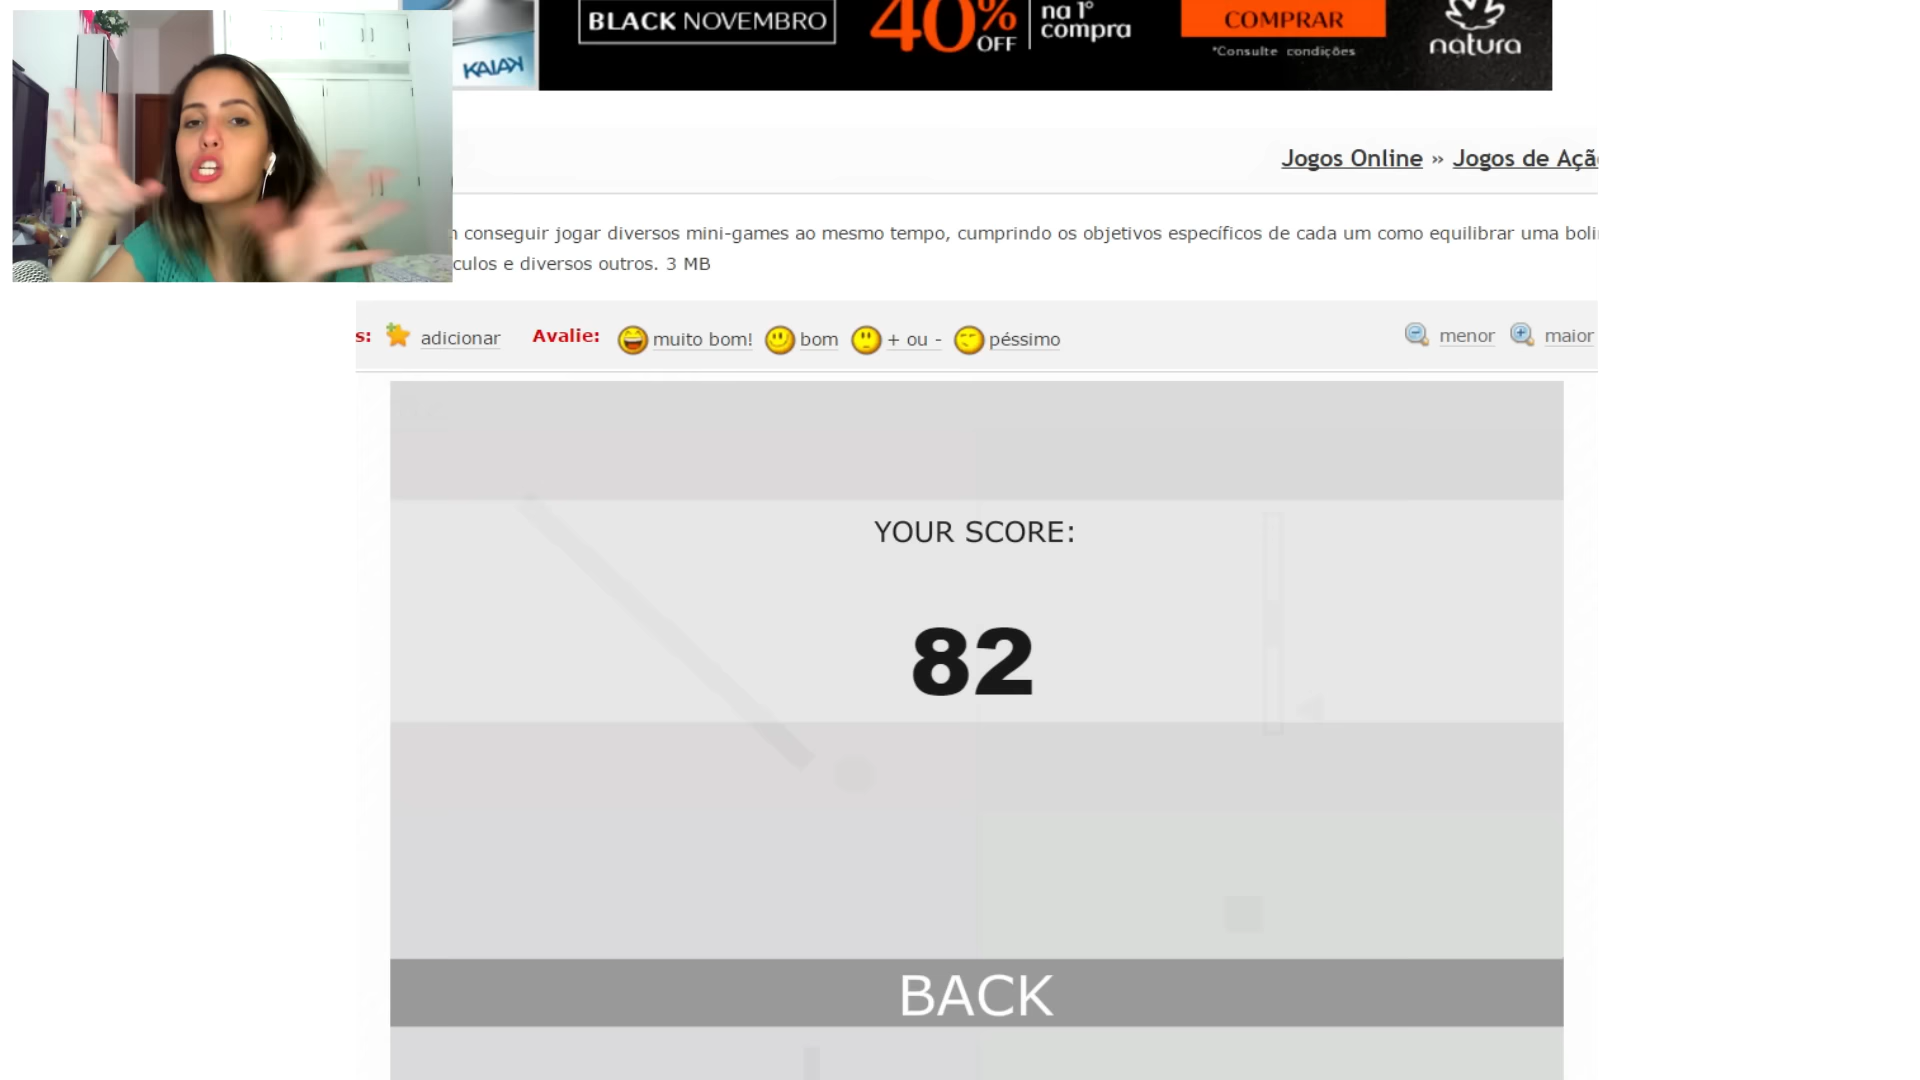 KAIAK
BLACK NOVEMBRO
40% OFF
na 1º
compra
COMPRAR
*Consulte condições
natura
Jogos Online » Jogos de Açã
conseguir jogar diversos mini-games ao mesmo tempo, cumprindo os objetivos específicos de cada um como equilibrar uma boli
culos e diversos outros. 3 MB
s: adicionar Avalie: muito bom! bom + ou - péssimo menor maior
YOUR SCORE:
82
BACK